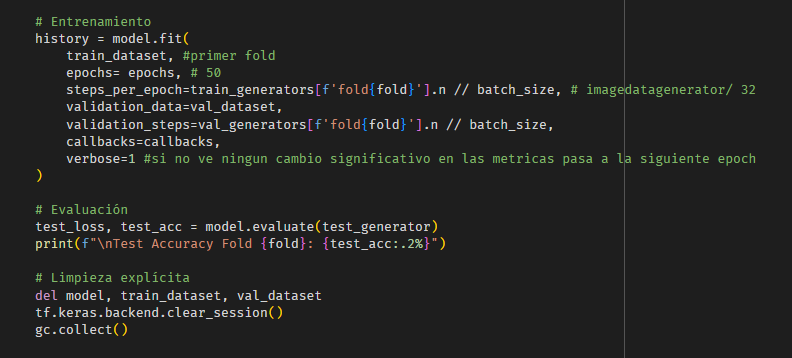 # Entrenamiento
history = model.fit(
    train_dataset, #primer fold
    epochs= epochs, # 50
    steps_per_epoch=train_generators[f'fold{fold}'].n // batch_size, # imagedatagenerator/ 32
    validation_data=val_dataset,
    validation_steps=val_generators[f'fold{fold}'].n // batch_size,
    callbacks=callbacks,
    verbose=1 #si no ve ningun cambio significativo en las metricas pasa a la siguiente epoch
)
# Evaluación
test_loss, test_acc = model.evaluate(test_generator)
print(f"\nTest Accuracy Fold {fold}: {test_acc:.2%}")
# Limpieza explícita
del model, train_dataset, val_dataset
tf.keras.backend.clear_session()
gc.collect()